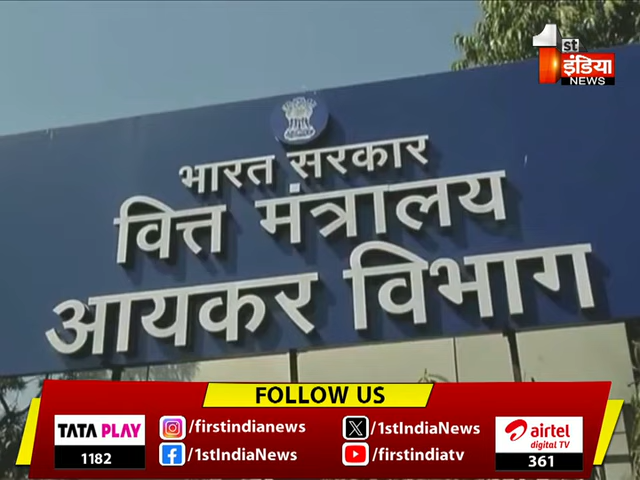 1st
इंडिया
NEWS
भारत सरकार
वित्त मंत्रालय
आयकर विभाग
FOLLOW US
TATA PLAY
1182
/firstindianews
/1stIndiaNews
/1stIndiaNews
/firstindiatv
airtel
digital TV
361